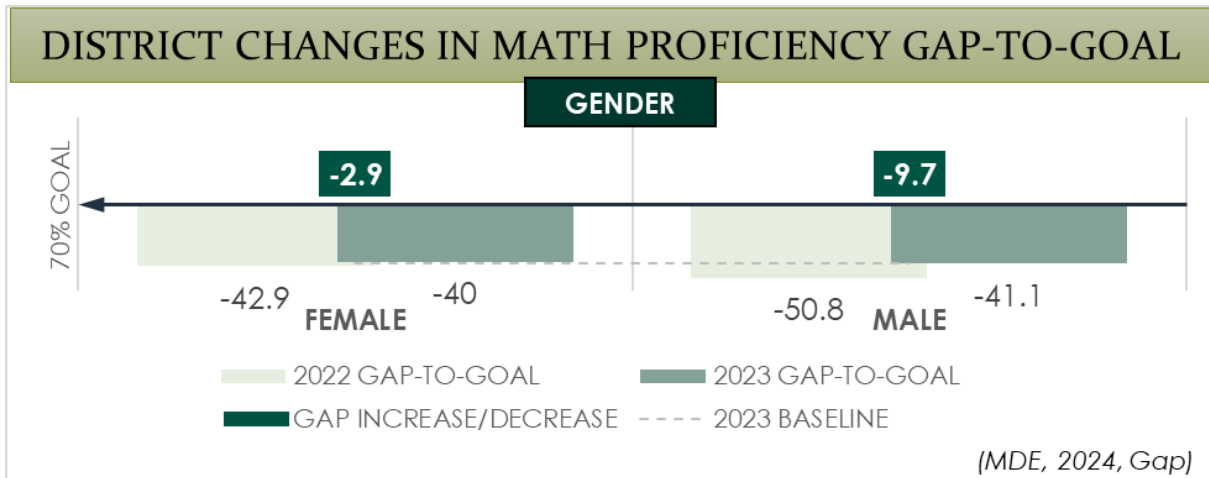 DISTRICT CHANGES IN MATH PROFICIENCY GAP-TO-GOAL
GENDER
70% GOAL
-2.9
-9.7
-42.9
-40
-50.8
-41.1
FEMALE
MALE
2022 GAP-TO-GOAL
2023 GAP-TO-GOAL
GAP INCREASE/DECREASE
2023 BASELINE
(MDE, 2024, Gap)